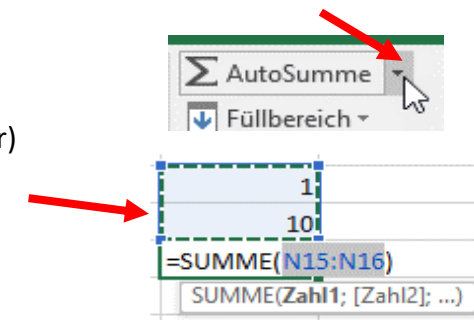 Σ AutoSumme
Füllbereich
r)
1
10
=SUMME(N15:N16)
SUMME(Zahl1; [Zahl2]; ...)